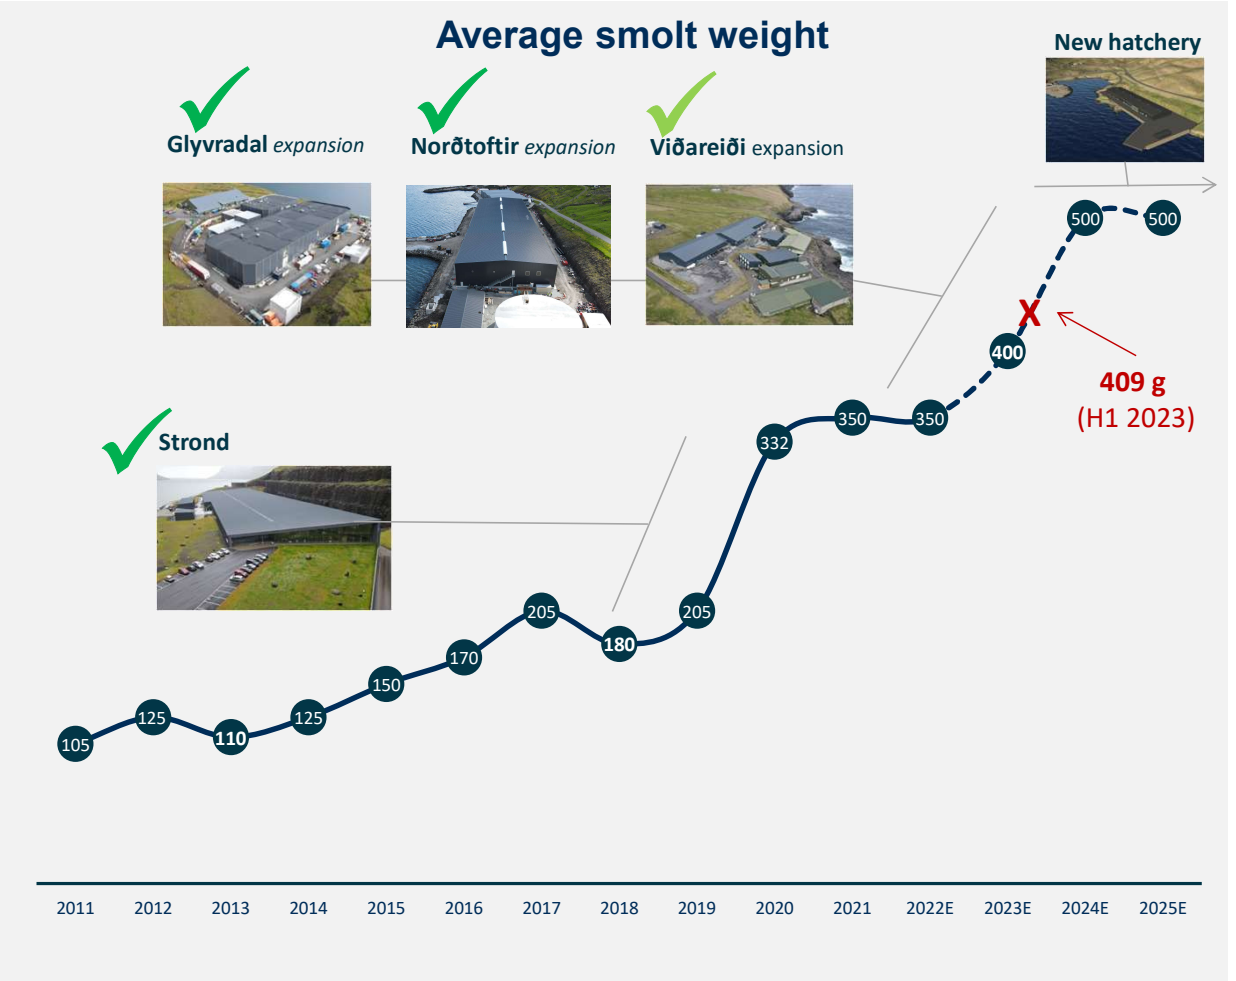 Average smolt weight
New hatchery
Glyvradal expansion
Norðtoftir expansion
Viðareiði expansion
500
500
X
400
409 g
(H1 2023)
350
350
332
Strond
205
205
180
170
150
125
125
110
105
2011 2012 2013 2014 2015 2016 2017 2018 2019 2020 2021 2022E 2023E 2024E 2025E